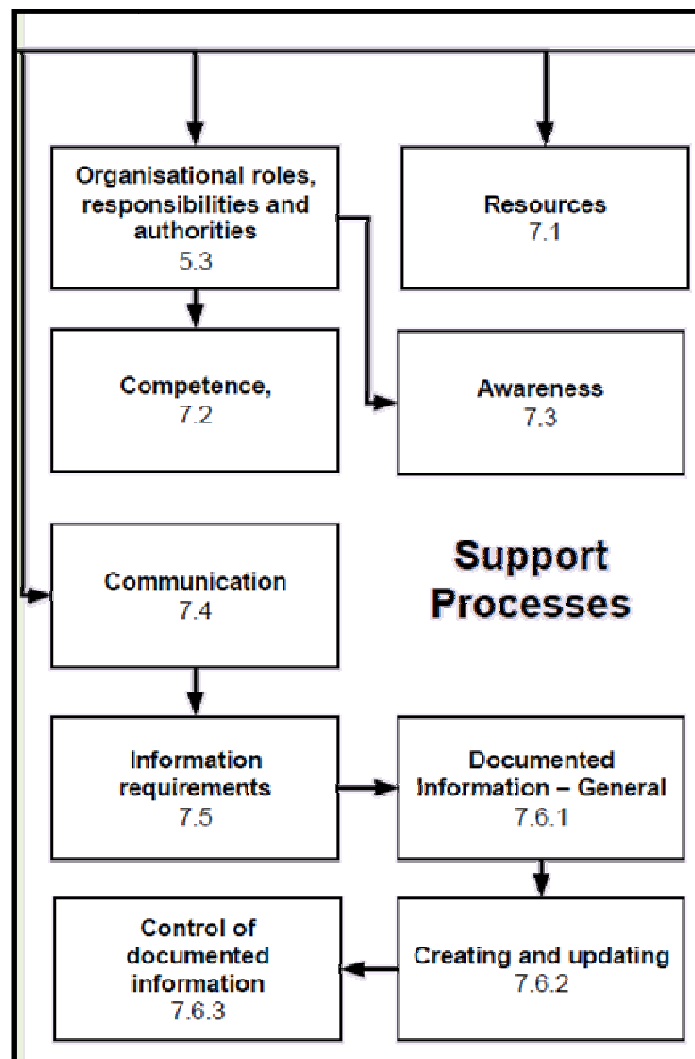 Organisational roles,
responsibilities and
authorities
5.3
Resources
7.1
Competence,
7.2
Awareness
7.3
Communication
7.4
Support
Processes
Information
requirements
7.5
Documented
Information – General
7.6.1
Control of
documented
information
7.6.3
Creating and updating
7.6.2